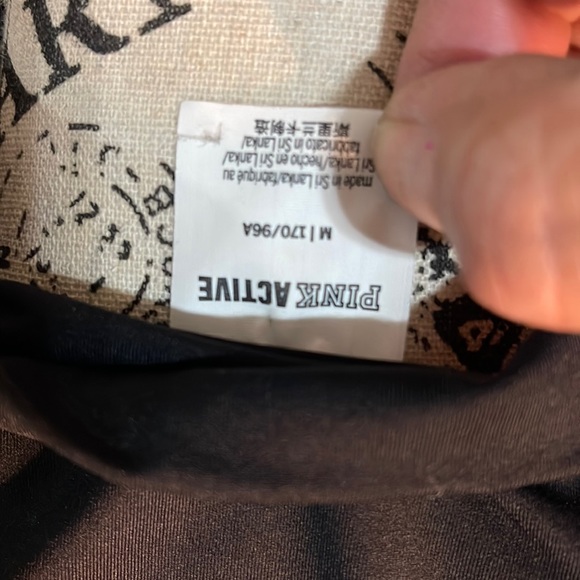 PINK ACTIVE
M | 170/96A
made in Sri Lanka/fabriqué au
Sri Lanka/hecho en Sri Lanka/
fabbricato in Sri Lanka/
斯里兰卡制造